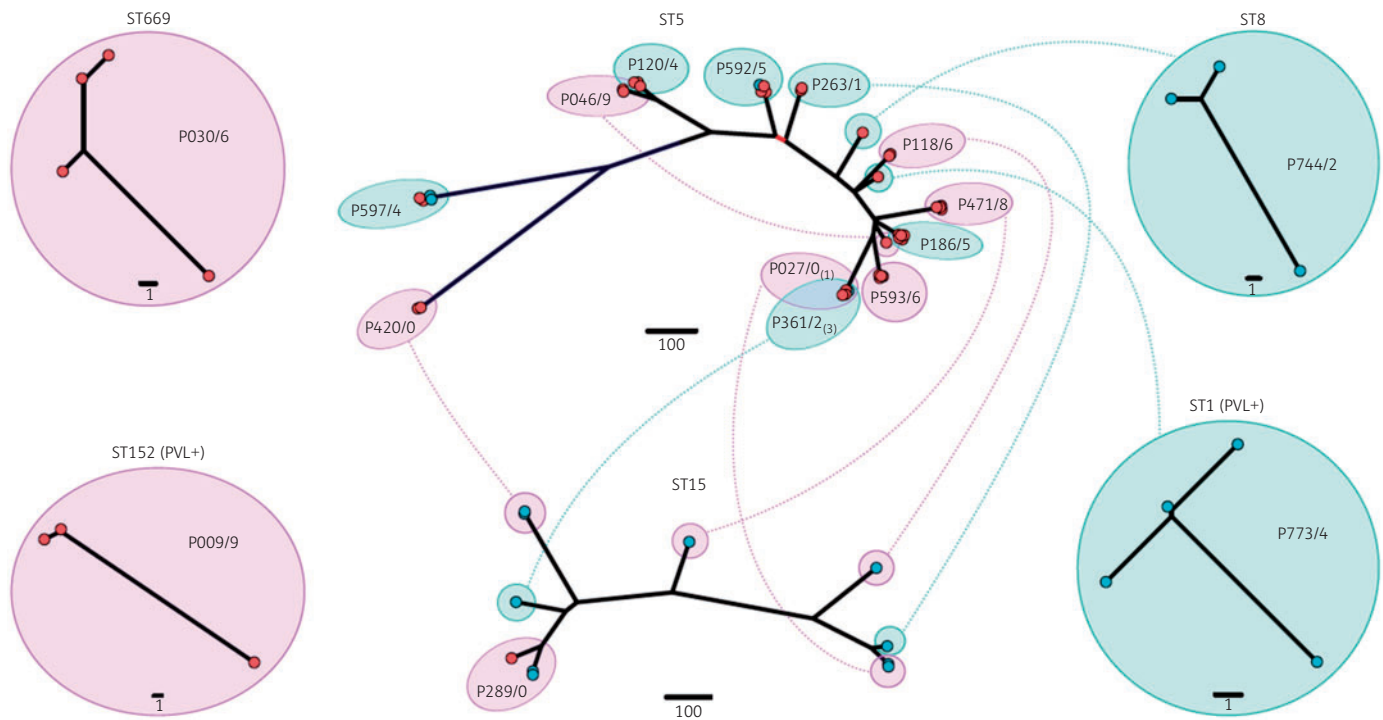 ST669
ST5
ST8
P120/4
P592/5
P263/1
P046/9
P030/6
P118/6
P744/2
P597/4
P471/8
P186/5
P027/0(1)
P593/6
1
1
P420/0
P361/2(3)
100
ST1 (PVL+)
ST152 (PVL+)
ST15
P009/9
P773/4
P289/0
1
100
1